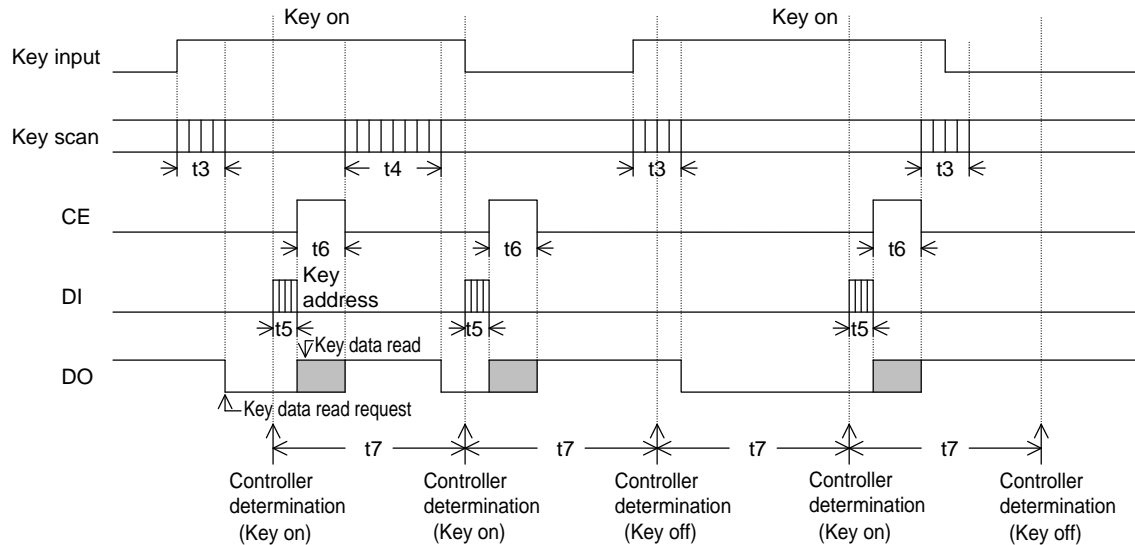 Key on Key on
Key input
Key scan
t3 t4 t3 t3
CE
t6 t6 t6
Key
address
DI
t5 t5 t5
Key data read
DO
Key data read request
t7 t7 t7 t7
Controller Controller Controller Controller Controller
determination determination determination determination determination
(Key on) (Key on) (Key off) (Key on) (Key off)